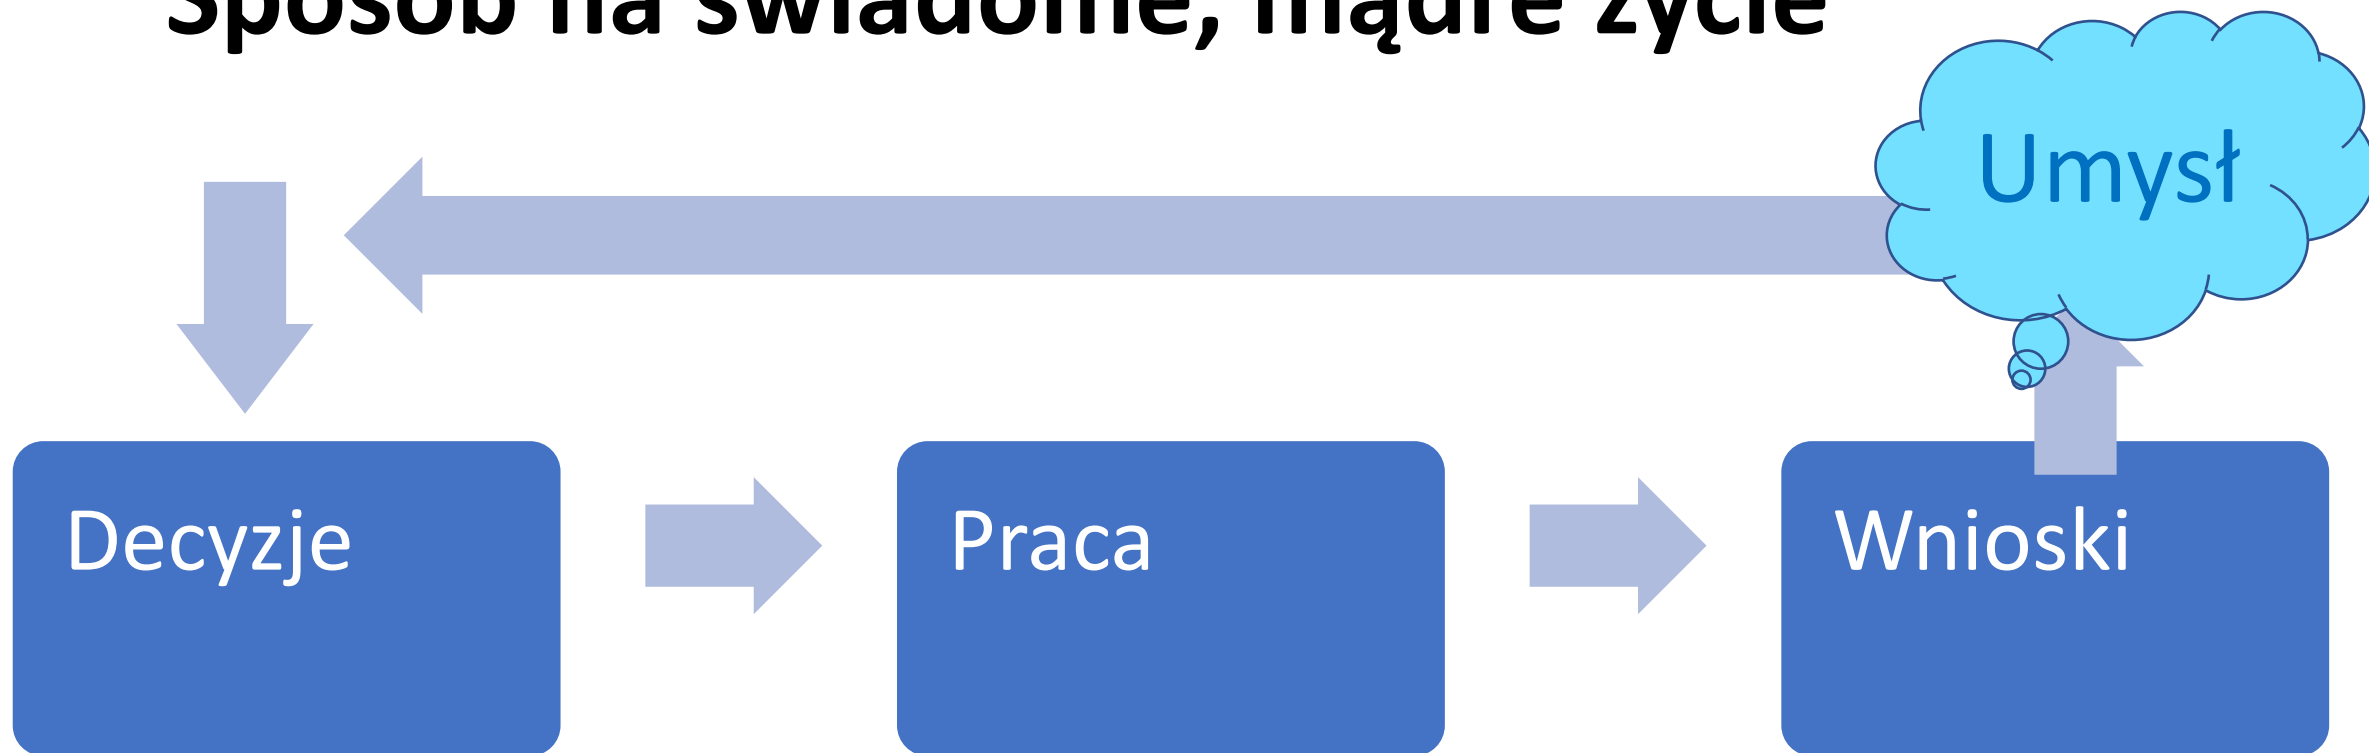 Sposób na świadome, mądre życie
Umysł
Decyzje
Praca
Wnioski